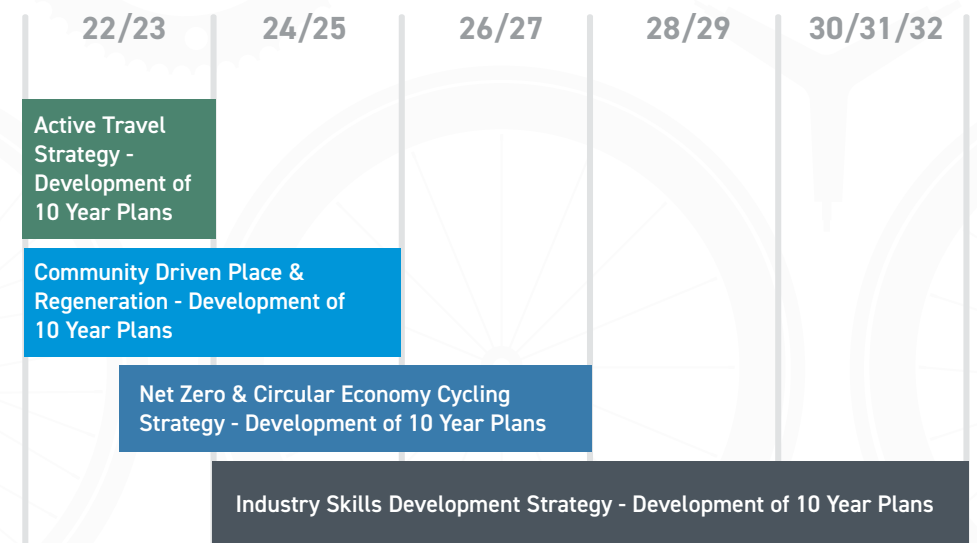 22/23 24/25 26/27 28/29 30/31/32
Active Travel
Strategy -
Development of
10 Year Plans
Community Driven Place &
Regeneration - Development of
10 Year Plans
Net Zero & Circular Economy Cycling
Strategy - Development of 10 Year Plans
Industry Skills Development Strategy - Development of 10 Year Plans